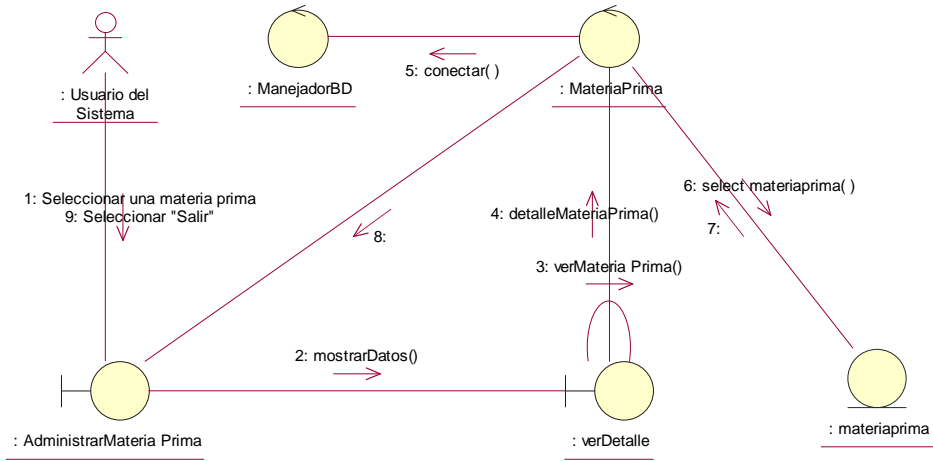 : Usuario del
Sistema
: ManejadorBD
: MateriaPrima
5: conectar( )
1: Seleccionar una materia prima
9: Seleccionar "Salir"
6: select materiaprima( )
4: detalleMateriaPrima()
7:
8:
3: verMateria Prima()
2: mostrarDatos()
: AdministrarMateria Prima
: verDetalle
: materiaprima